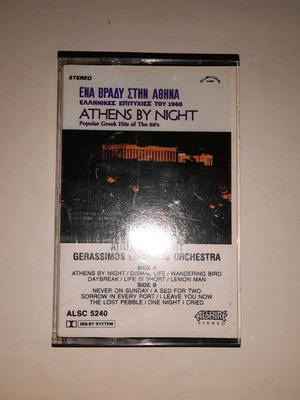 STEREO
ΕΝΑ ΒΡΑΔΥ ΣΤΗΝ ΑΘΗΝΑ
ΕΛΛΗΝΙΚΕΣ ΕΠΙΤΥΧΙΕΣ ΤΟΥ 1960
ATHENS BY NIGHT
Popular Greek Hits of The 60's
GERASSIMOS ORCHESTRA
SIDE A
ATHENS BY NIGHT / DISMAL LIFE / WANDERING BIRD
DAYBREAK / LIFE IS SHORT / LEMON MAN
SIDE B
NEVER ON SUNDAY / A BED FOR TWO
SORROW IN EVERY PORT / I LEAVE YOU NOW
THE LOST PEBBLE / ONE NIGHT I CRIED
ALSC 5240
DOLBY SYSTEM
ALSHIRE
STEREO